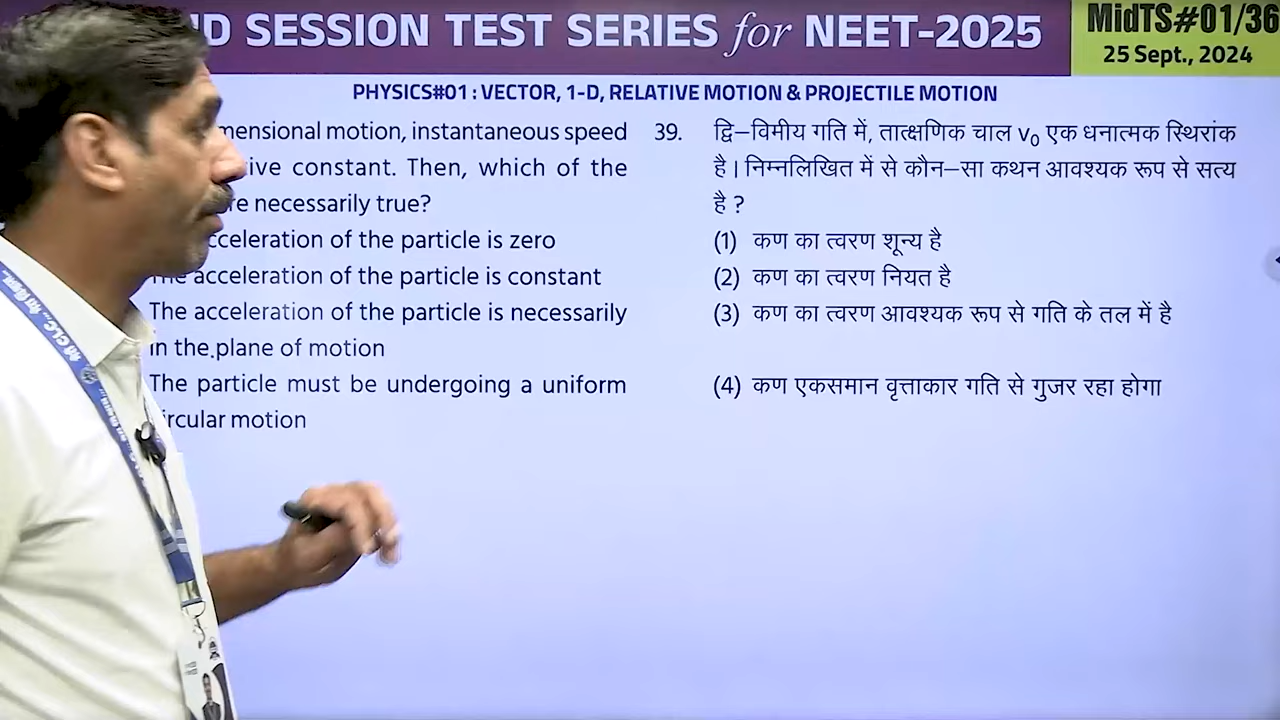 D SESSION TEST SERIES for NEET-2025
MidTS#01/36
25 Sept., 2024
PHYSICS#01 : VECTOR, 1-D, RELATIVE MOTION & PROJECTILE MOTION
mensional motion, instantaneous speed
ive constant. Then, which of the
re necessarily true?
cceleration of the particle is zero
The acceleration of the particle is constant
The acceleration of the particle is necessarily
in the plane of motion
The particle must be undergoing a uniform
ircular motion
39. द्वि–विमीय गति में, तात्क्षणिक चाल v₀ एक धनात्मक स्थिरांक
है। निम्नलिखित में से कौन–सा कथन आवश्यक रूप से सत्य
है ?
(1) कण का त्वरण शून्य है
(2) कण का त्वरण नियत है
(3) कण का त्वरण आवश्यक रूप से गति के तल में है
(4) कण एकसमान वृत्ताकार गति से गुजर रहा होगा
CLC